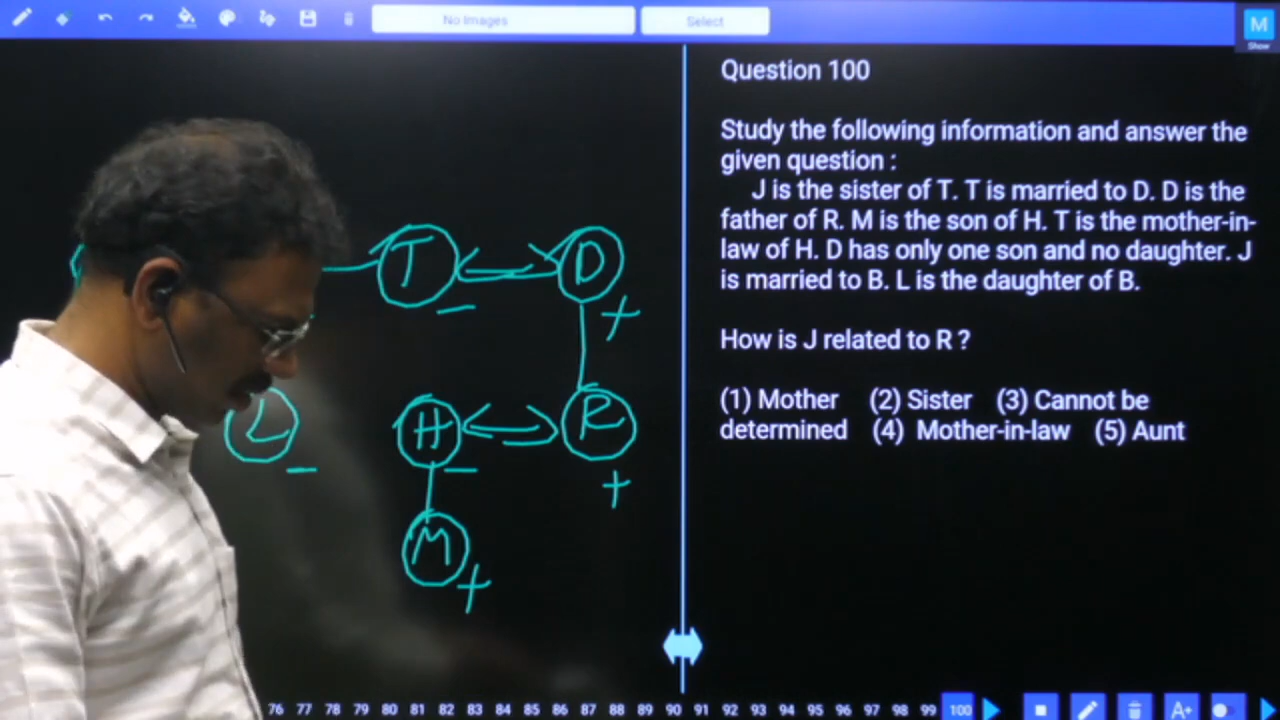 No Images
Select
M
Show
Question 100
Study the following information and answer the
given question :
J is the sister of T. T is married to D. D is the
father of R. M is the son of H. T is the mother-in-
law of H. D has only one son and no daughter. J
is married to B. L is the daughter of B.
How is J related to R ?
(1) Mother (2) Sister (3) Cannot be
determined (4) Mother-in-law (5) Aunt
T D
-
+
L H R
- -
+
M
+
76 77 78 79 80 81 82 83 84 85 86 87 88 89 90 91 92 93 94 95 96 97 98 99 100
A+